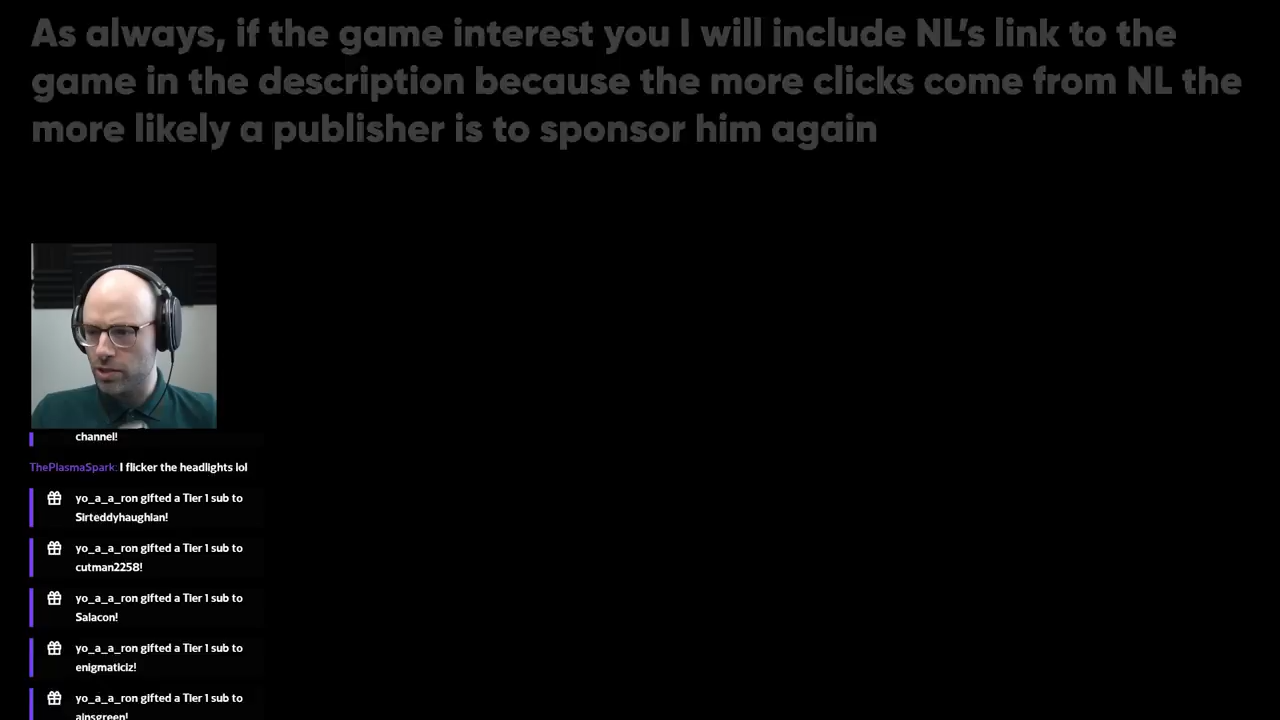 As always, if the game interest you I will include NL's link to the
game in the description because the more clicks come from NL the
more likely a publisher is to sponsor him again
channel!
ThePlasmaSpark: I flicker the headlights lol
yo_a_a_ron gifted a Tier 1 sub to
Sirteddyhaughian!
yo_a_a_ron gifted a Tier 1 sub to
cutman2258!
yo_a_a_ron gifted a Tier 1 sub to
Salacon!
yo_a_a_ron gifted a Tier 1 sub to
enigmaticiz!
yo_a_a_ron gifted a Tier 1 sub to
ainsgreen!